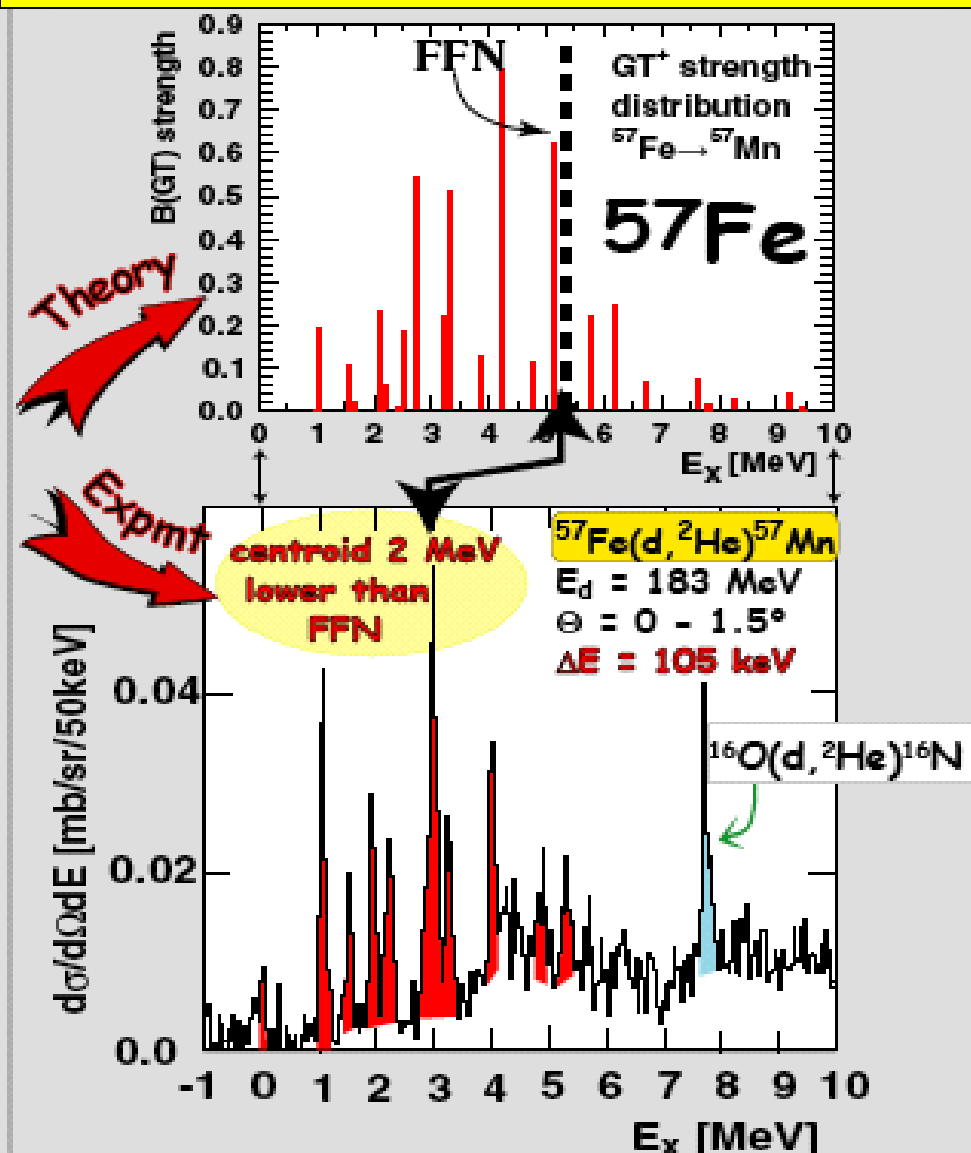 0.9
0.8
0.7
0.6
0.5
0.4
0.3
0.2
0.1
0.0
B(GT) strength
FFN
GT⁺ strength
distribution
⁵⁷Fe→⁵⁷Mn
⁵⁷Fe
Theory
0 1 2 3 4 5 6 7 8 9 10
Eₓ [MeV]
Expmt
centroid 2 MeV
lower than
FFN
⁵⁷Fe(d,²He)⁵⁷Mn
E_d = 183 MeV
Θ = 0 - 1.5°
ΔE = 105 keV
¹⁶O(d,²He)¹⁶N
dσ/dΩdE [mb/sr/50keV]
0.04
0.02
0.0
-1 0 1 2 3 4 5 6 7 8 9 10
Eₓ [MeV]